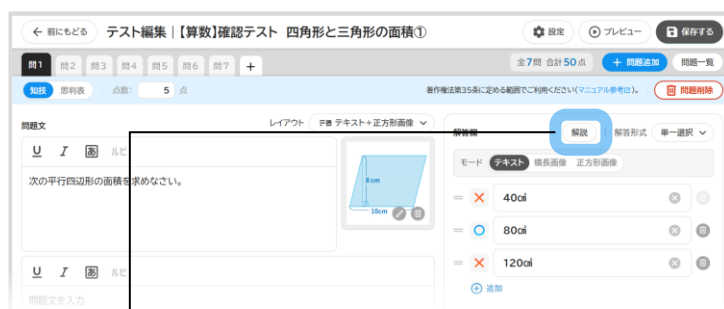 ← 前にもどる テスト編集｜【算数】確認テスト 四角形と三角形の面積① 設定 プレビュー 保存する
問1 問2 問3 問4 問5 問6 問7 + 全7問 合計50点 + 問題追加 問題一覧
知技 思判表 点数: 5 点 著作権法第35条に定める範囲でご利用ください(マニュアル参考)。 問題削除
問題文 レイアウト テキスト+正方形画像 解答欄 解説 解答形式 単一選択
U I あ ルビ
モード テキスト 横長画像 正方形画像
次の平行四辺形の面積を求めなさい。
8cm
10cm
40㎠
80㎠
120㎠
追加
U I あ ルビ
問題文を入力